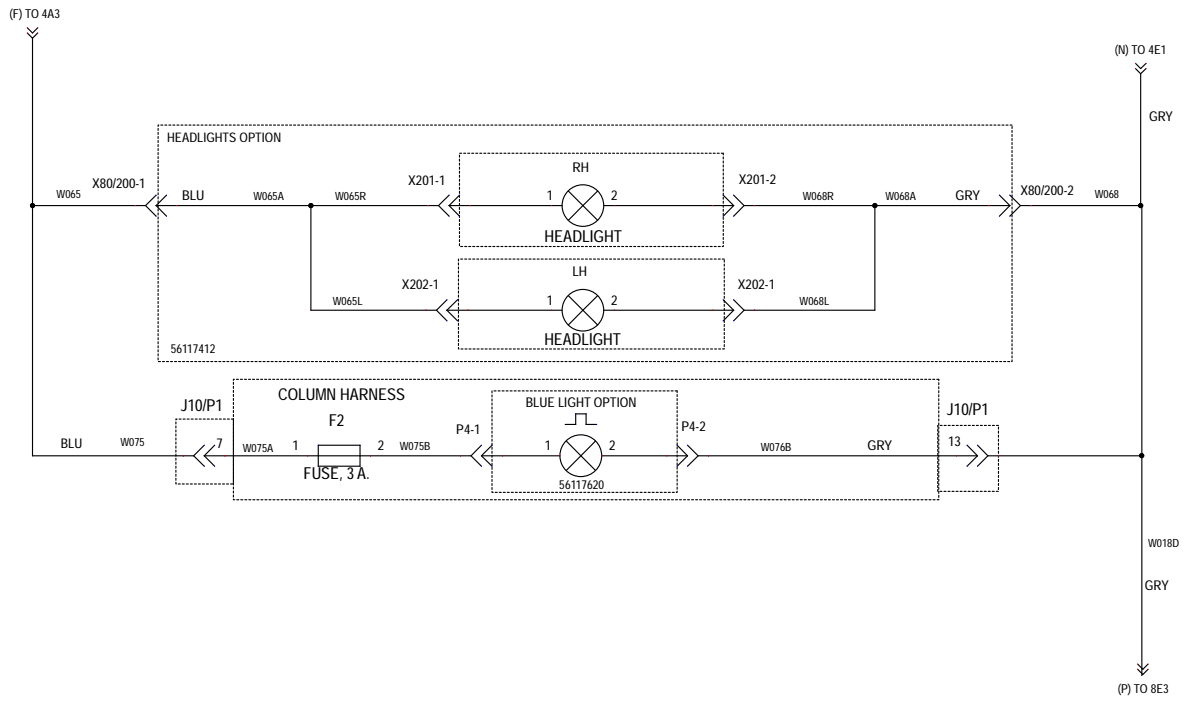 (F) TO 4A3
(N) TO 4E1
GRY
HEADLIGHTS OPTION
W065
X80/200-1
BLU
W065A
W065R
X201-1
RH
1
2
HEADLIGHT
X201-2
W068R
W068A
GRY
X80/200-2
W068
W065L
X202-1
LH
1
2
HEADLIGHT
X202-1
W068L
56117412
COLUMN HARNESS
BLUE LIGHT OPTION
BLU
W075
J10/P1
7
W075A
1
F2
2
FUSE, 3 A.
W075B
P4-1
1
2
56117620
P4-2
W076B
GRY
J10/P1
13
W018D
GRY
(P) TO 8E3